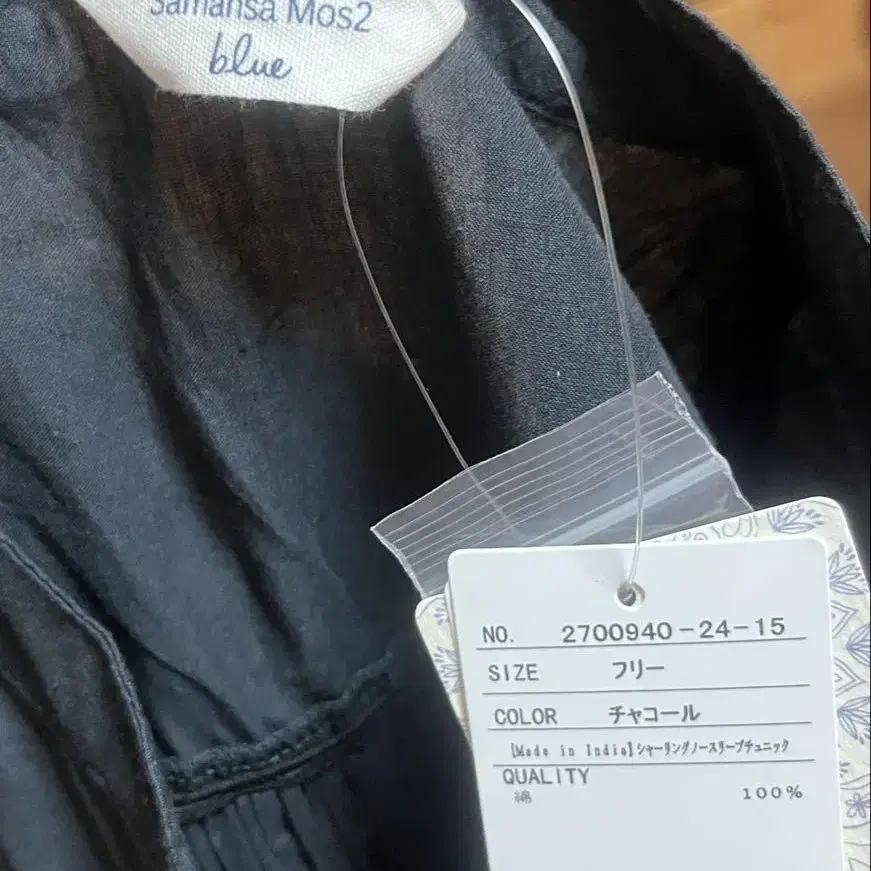 Samansa Mos2
blue
NO. 2700940-24-15
SIZE フリー
COLOR チャコール
[Made in India]シャーリングノースリーブチュニック
QUALITY
綿 100%